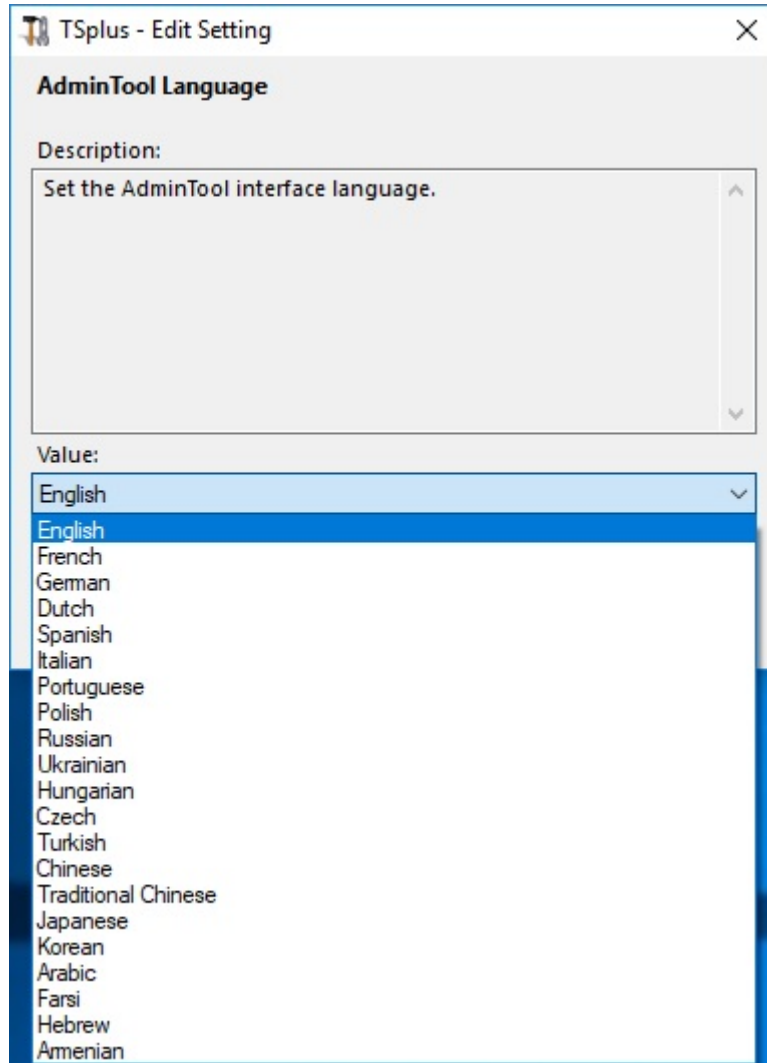 TSplus - Edit Setting
AdminTool Language
Description:
Set the AdminTool interface language.
Value:
English
English
French
German
Dutch
Spanish
Italian
Portuguese
Polish
Russian
Ukrainian
Hungarian
Czech
Turkish
Chinese
Traditional Chinese
Japanese
Korean
Arabic
Farsi
Hebrew
Armenian